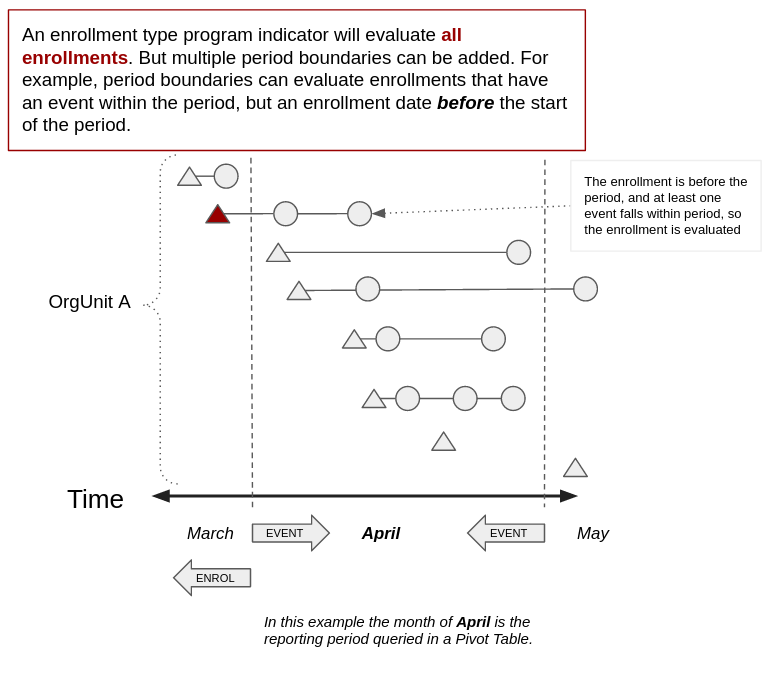 An enrollment type program indicator will evaluate all
enrollments. But multiple period boundaries can be added. For
example, period boundaries can evaluate enrollments that have
an event within the period, but an enrollment date before the start
of the period.
The enrollment is before the
period, and at least one
event falls within period, so
the enrollment is evaluated
OrgUnit A
Time
March
EVENT
April
EVENT
May
ENROL
In this example the month of April is the
reporting period queried in a Pivot Table.